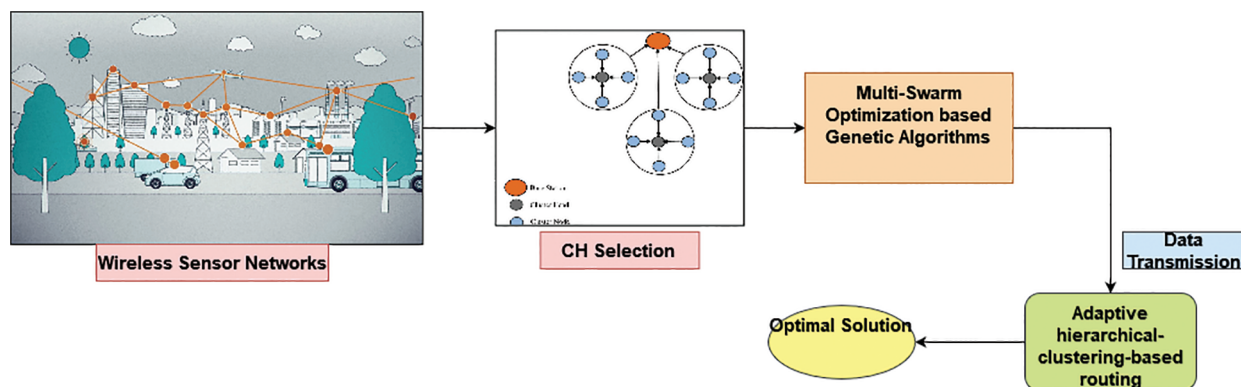 Wireless Sensor Networks
CH Selection
Multi-Swarm
Optimization based
Genetic Algorithms
Data
Transmission
Adaptive
hierarchical-
clustering-based
routing
Optimal Solution